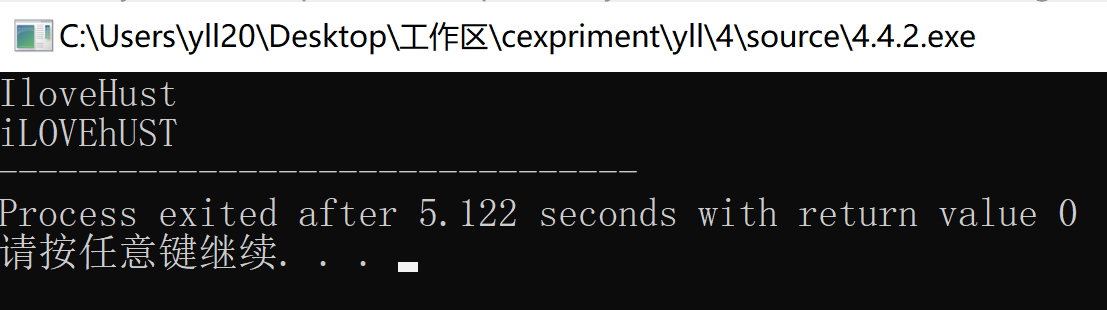 C:\Users\yll20\Desktop\工作区\cexpriment\yll\4\source\4.4.2.exe
IloveHust
iLOVEhUST
--------------------------------
Process exited after 5.122 seconds with return value 0
请按任意键继续. . .